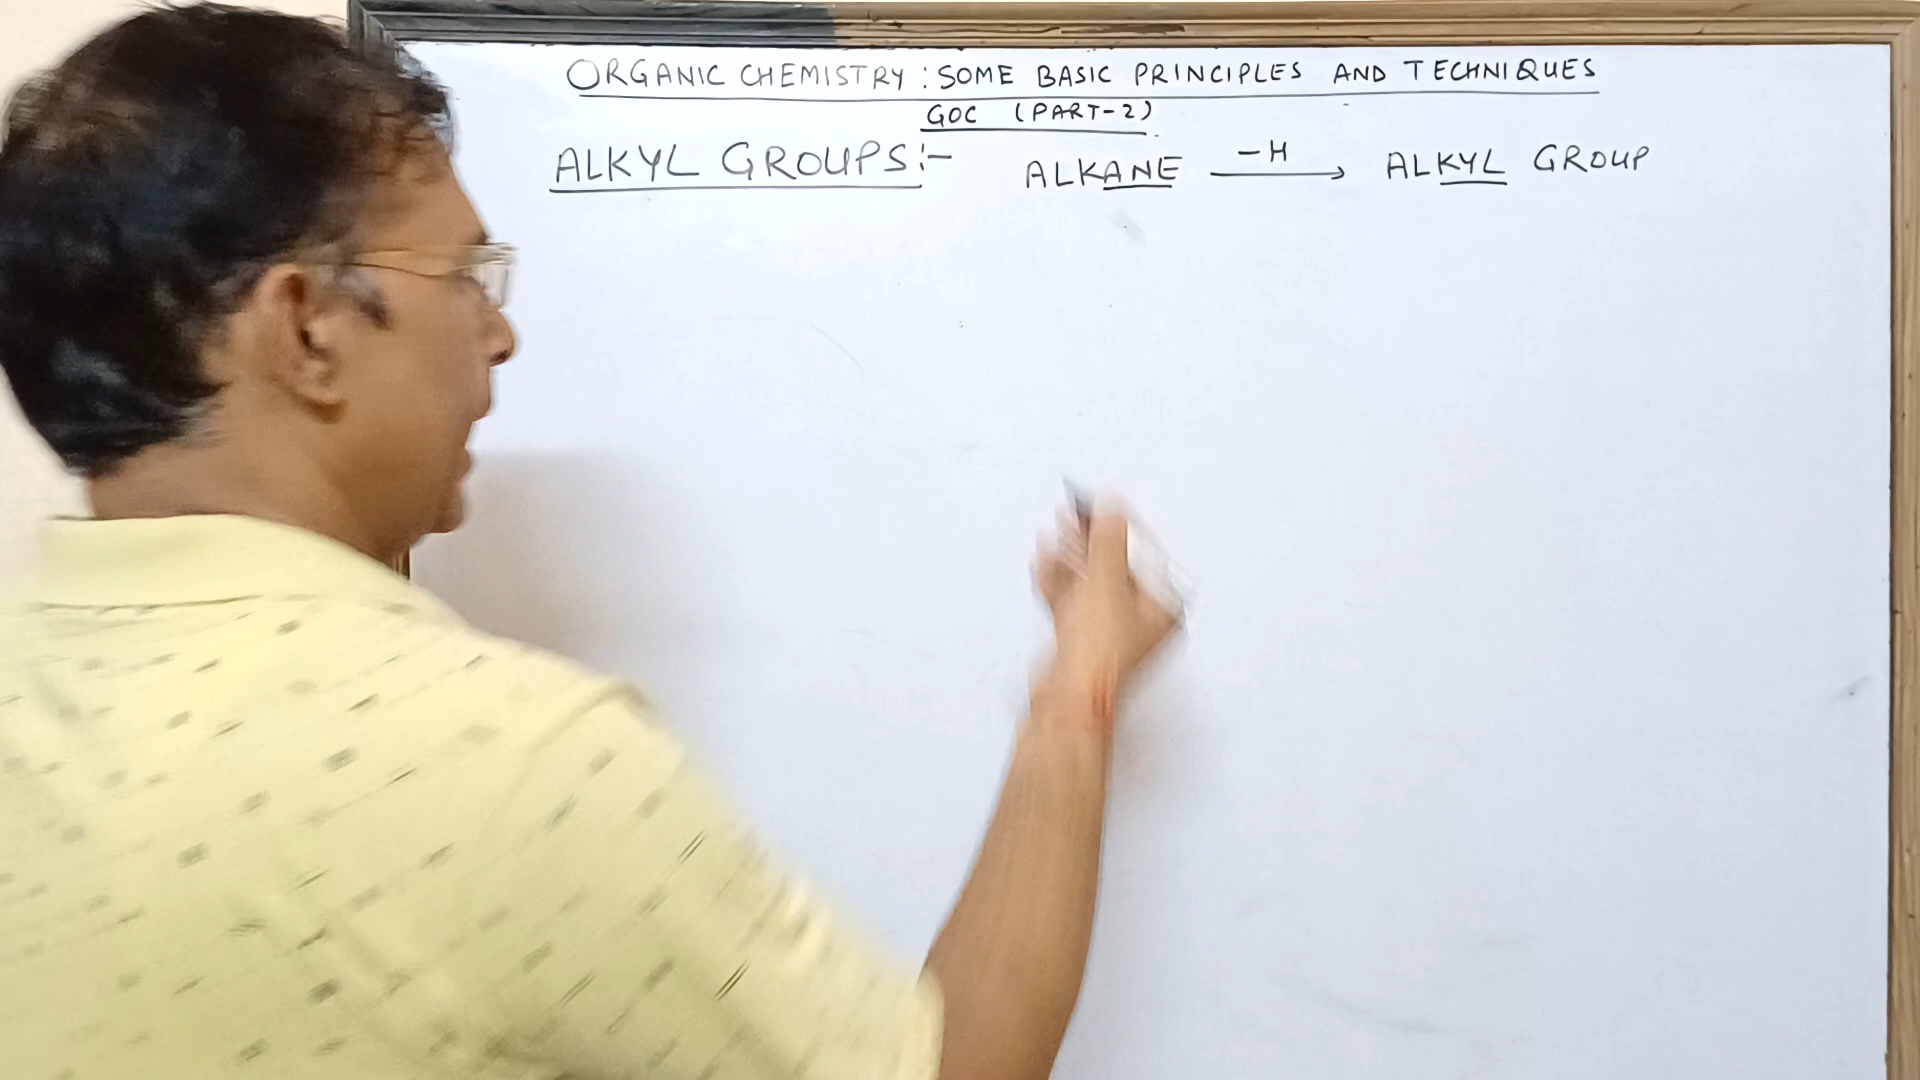 ORGANIC CHEMISTRY : SOME BASIC PRINCIPLES AND TECHNIQUES
GOC (PART-2)
ALKYL GROUPS :- ALKANE -H → ALKYL GROUP